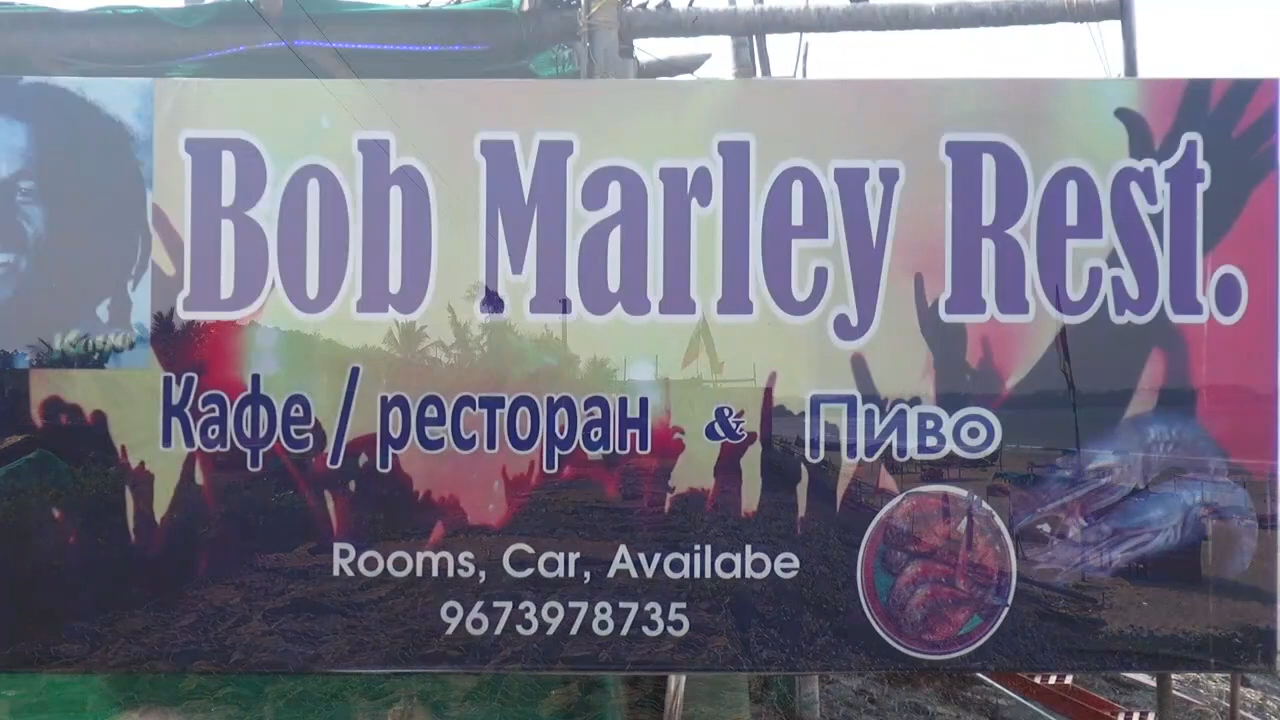 Bob Marley Rest.
Кафе / ресторан & Пиво
Rooms, Car, Availabe
9673978735